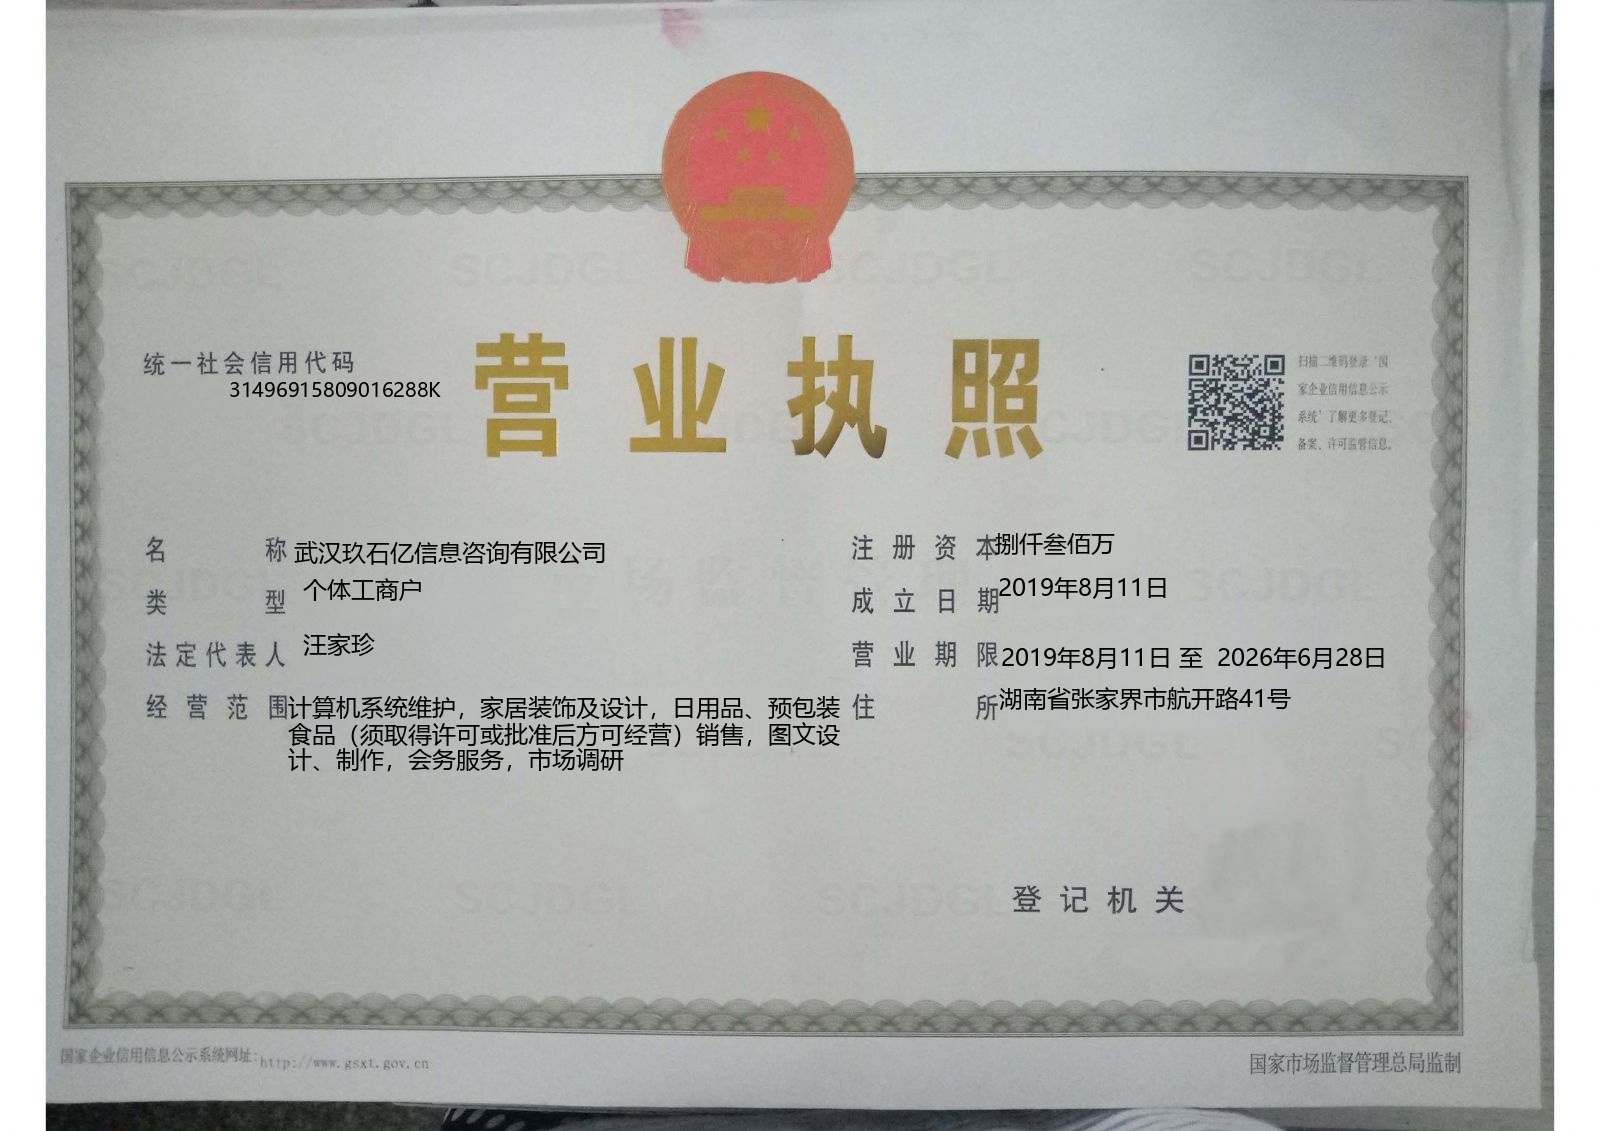 营业执照
统一社会信用代码
31496915809016288K
扫描二维码登录‘国
家企业信用信息公示
系统’了解更多登记、
备案、许可监管信息。
名称 武汉玖石亿信息咨询有限公司
类型 个体工商户
法定代表人 汪家珍
经营范围 计算机系统维护，家居装饰及设计，日用品、预包装
食品（须取得许可或批准后方可经营）销售，图文设
计、制作，会务服务，市场调研
注册资本 捌仟叁佰万
成立日期 2019年8月11日
营业期限 2019年8月11日 至 2026年6月28日
住所 湖南省张家界市航开路41号
登记机关
国家企业信用信息公示系统网址：http://www.gsxt.gov.cn
国家市场监督管理总局监制
SCJDGL